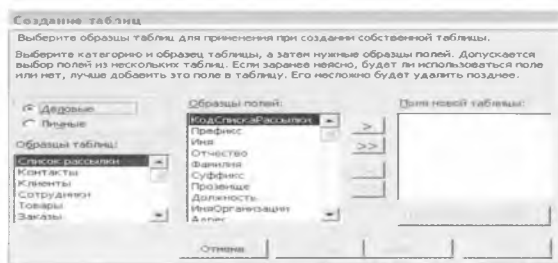 Создание таблиц
Выберите образцы таблиц для применения при создании собственной таблицы.
Выберите категорию и образец таблицы, а затем нужные образцы полей. Допускается
выбор полей из нескольких таблиц. Если заранее неясно, будет ли использоваться поле
или нет, лучше добавить это поле в таблицу. Его несложно будет удалить позднее.
Деловые
Личные
Образцы таблиц:
Список рассылки
Контакты
Клиенты
Сотрудники
Товары
Заказы
Образцы полей:
КодСпискаРассылки
Префикс
Имя
Отчество
Фамилия
Суффикс
Прозвище
Должность
ИмяОрганизации
Адрес
>
>>
Поля новой таблицы:
Отмена